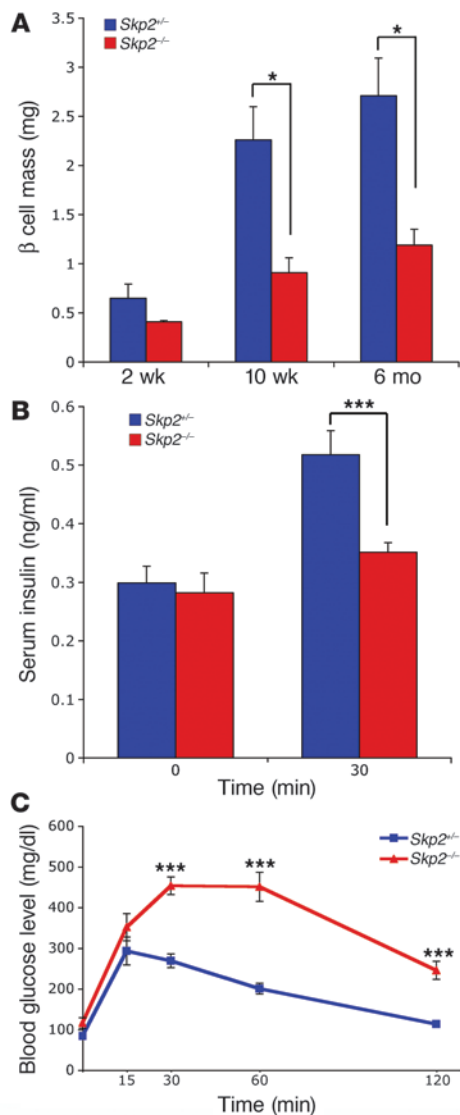 A
Skp2+/–
Skp2–/–
3.5
3
2.5
2
1.5
1
0.5
0
β cell mass (mg)
*
*
2 wk
10 wk
6 mo
B
Skp2+/–
Skp2–/–
0.6
0.5
0.4
0.3
0.2
0.1
0
Serum insulin (ng/ml)
***
0
30
Time (min)
C
Skp2+/–
Skp2–/–
600
500
400
300
200
100
0
Blood glucose level (mg/dl)
***
***
***
15
30
60
120
Time (min)